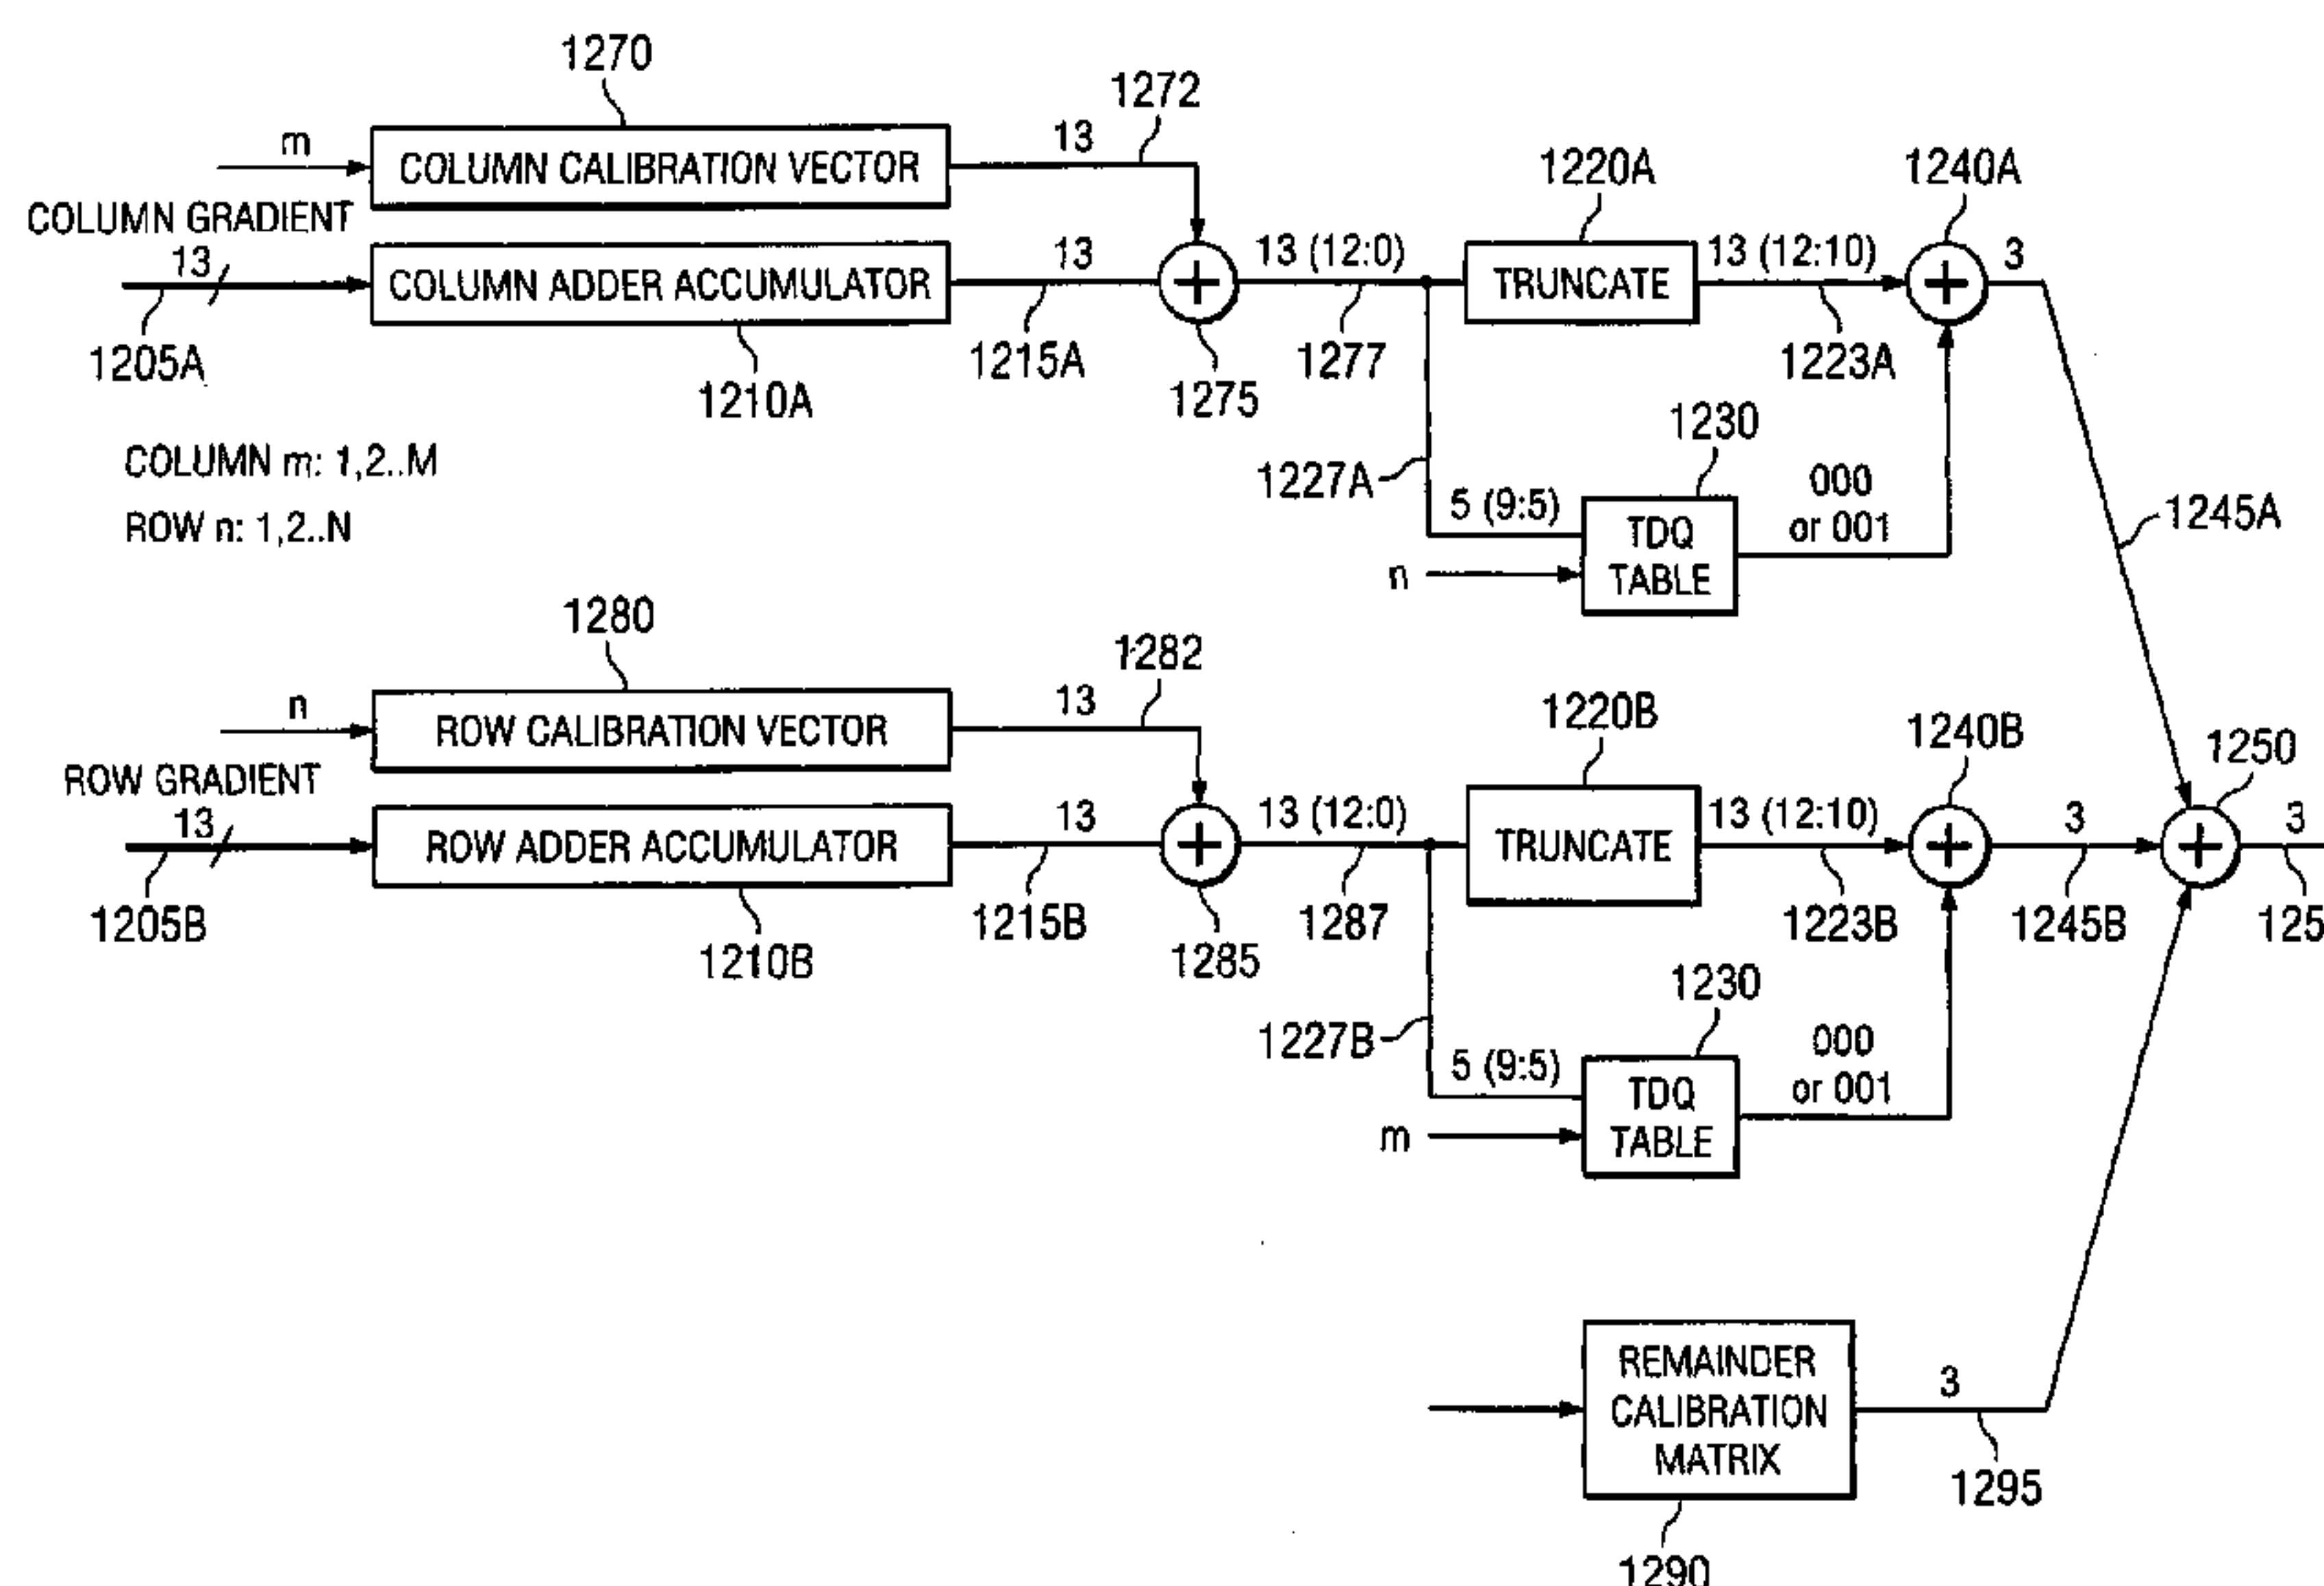 1270
1272
m
13
COLUMN CALIBRATION VECTOR
1220A
1240A
COLUMN GRADIENT
13
COLUMN ADDER ACCUMULATOR
13
13 (12:0)
TRUNCATE
13 (12:10)
3
1205A
1210A
1215A
1275
1277
1223A
COLUMN m: 1,2..M
ROW n: 1,2..N
1227A
1230
5 (9:5)
n
TDQ
TABLE
000
or 001
1245A
1280
1282
n
13
ROW CALIBRATION VECTOR
1220B
1240B
1250
ROW GRADIENT
13
ROW ADDER ACCUMULATOR
13
13 (12:0)
TRUNCATE
13 (12:10)
3
3
1205B
1210B
1215B
1285
1287
1223B
1245B
125
1227B
1230
5 (9:5)
m
TDQ
TABLE
000
or 001
REMAINDER
CALIBRATION
MATRIX
3
1295
1290